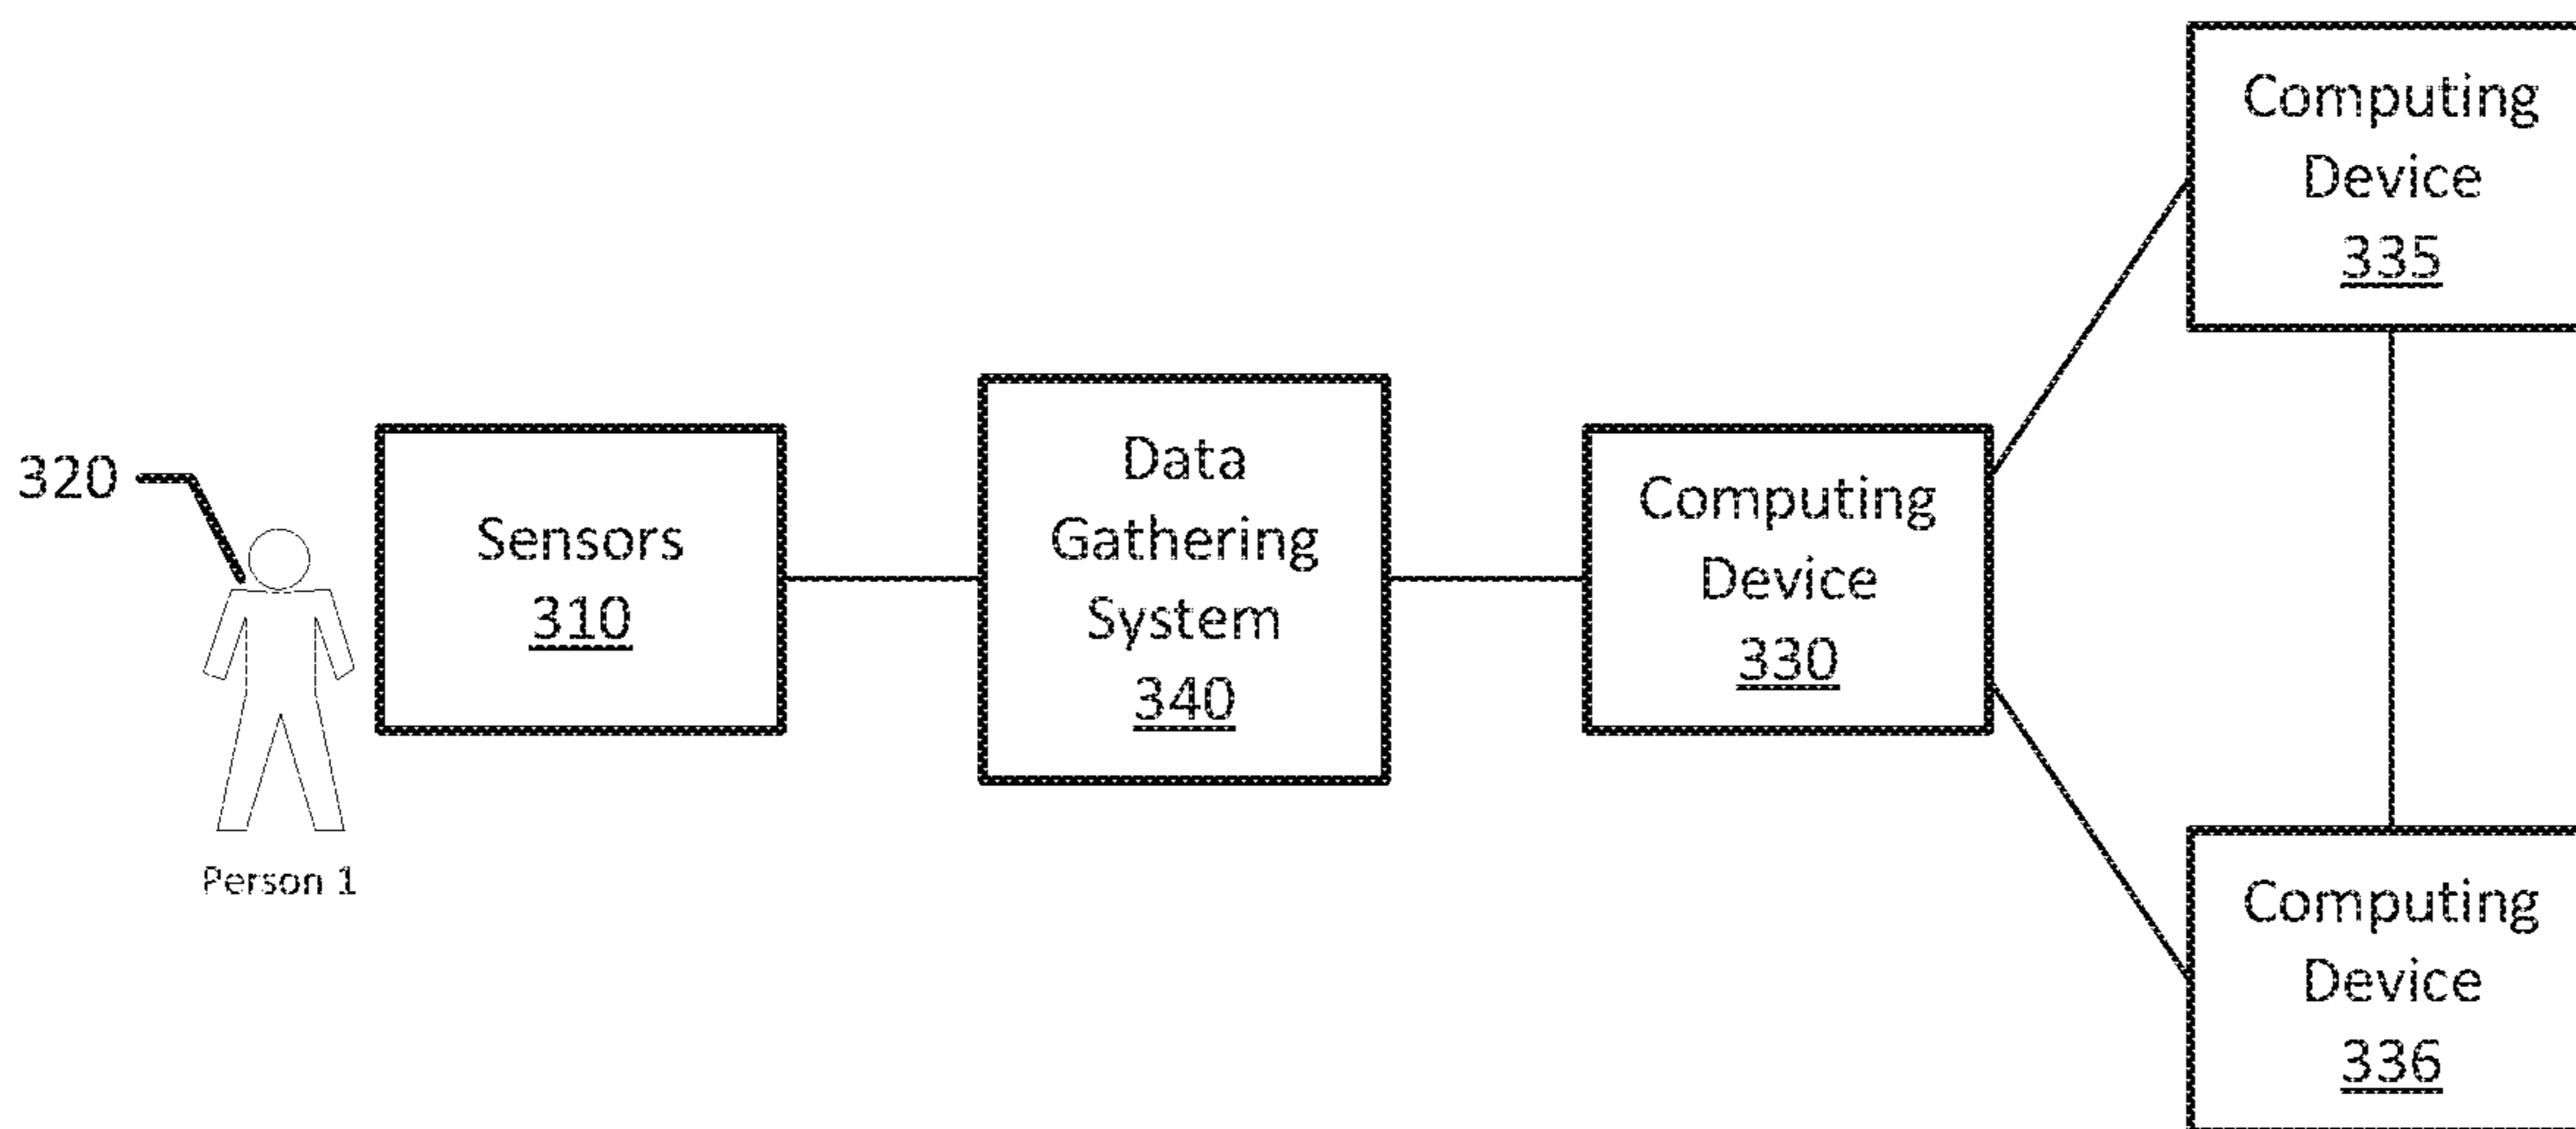 320
Person 1
Sensors
310
Data
Gathering
System
340
Computing
Device
330
Computing
Device
335
Computing
Device
336